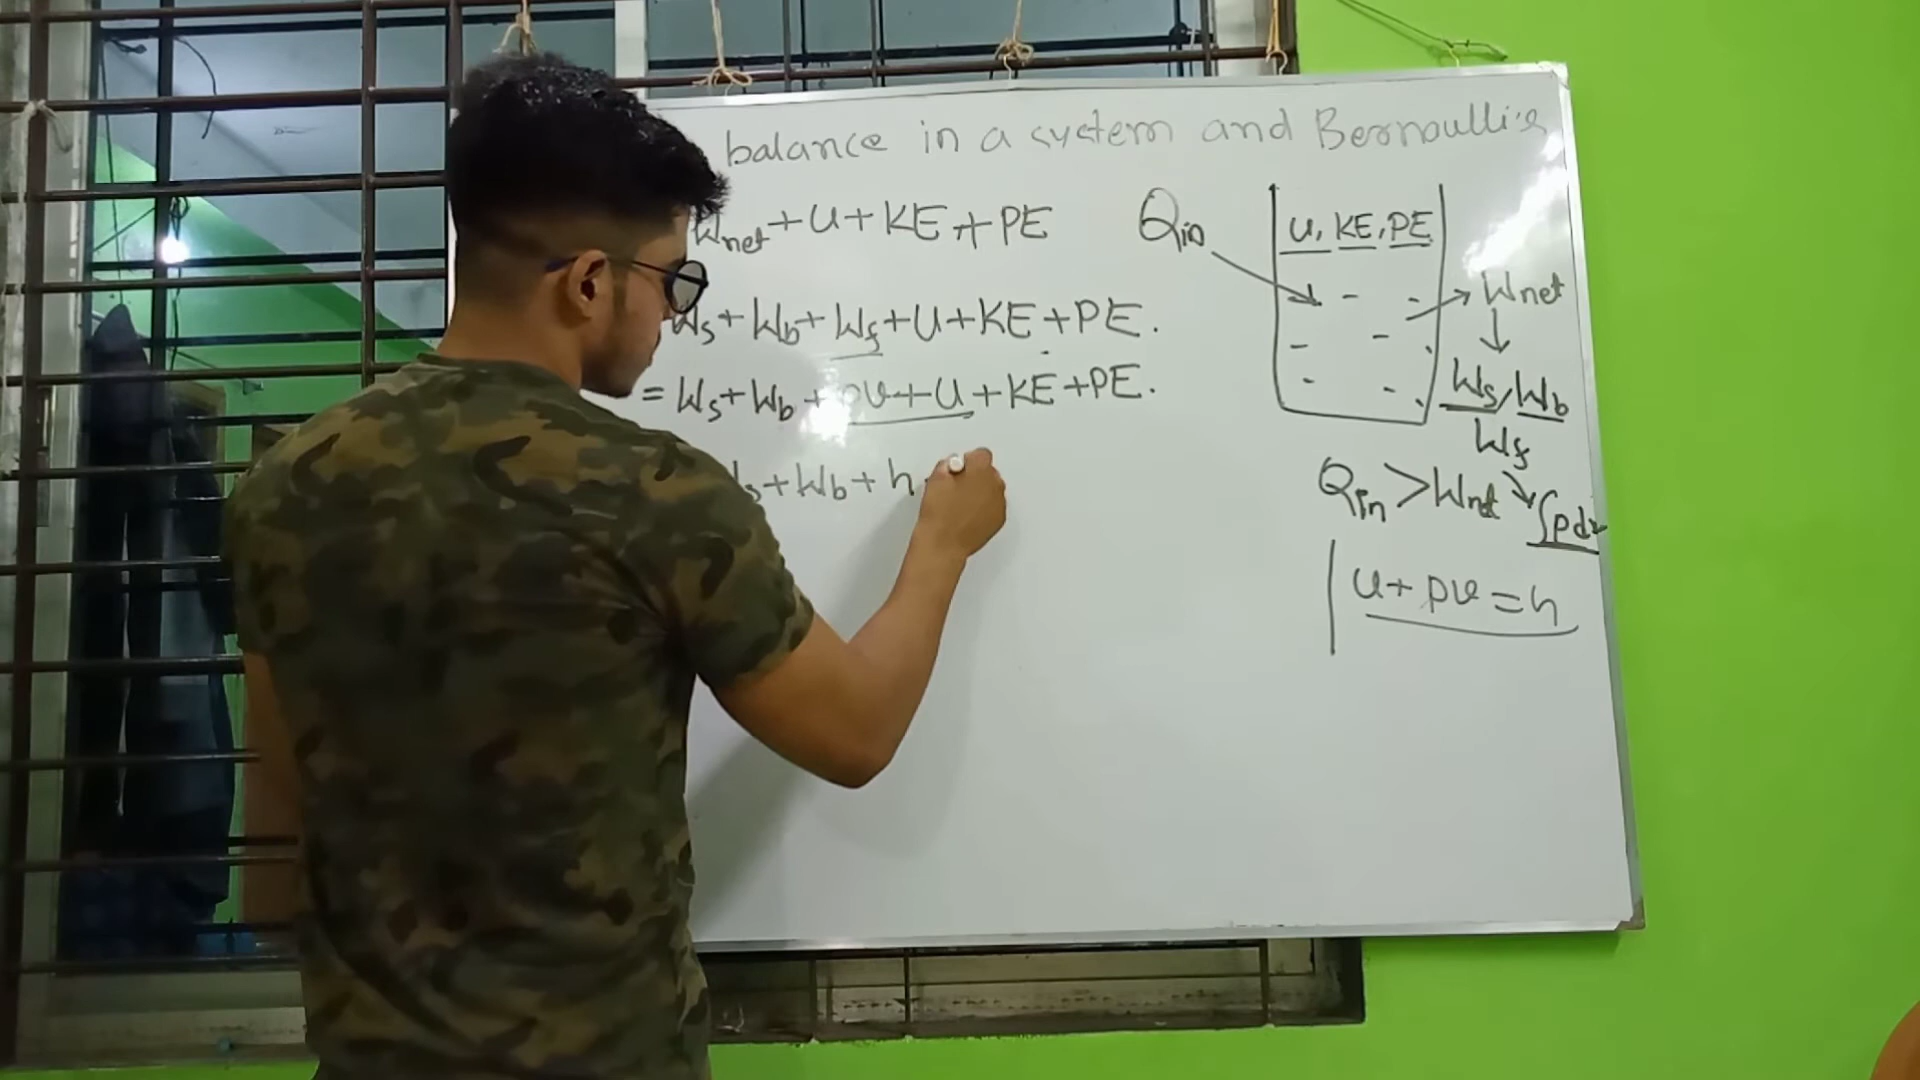 balance in a system and Bernoulli's
Wnet + U + KE + PE
Ws + Wb + Wf + U + KE + PE.
= Ws + Wb + pv + U + KE + PE.
Ws + Wb + h
Qin
U, KE, PE
Wnet
Ws/Wb
Wf
Qin > Wnet
∫pdv
U + pv = h